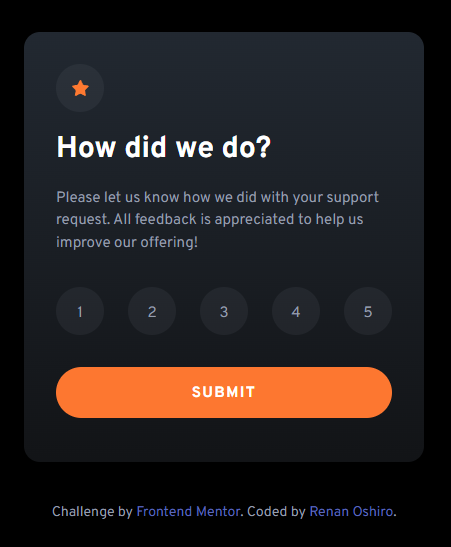 How did we do?
Please let us know how we did with your support
request. All feedback is appreciated to help us
improve our offering!
1 2 3 4 5
SUBMIT
Challenge by Frontend Mentor. Coded by Renan Oshiro.